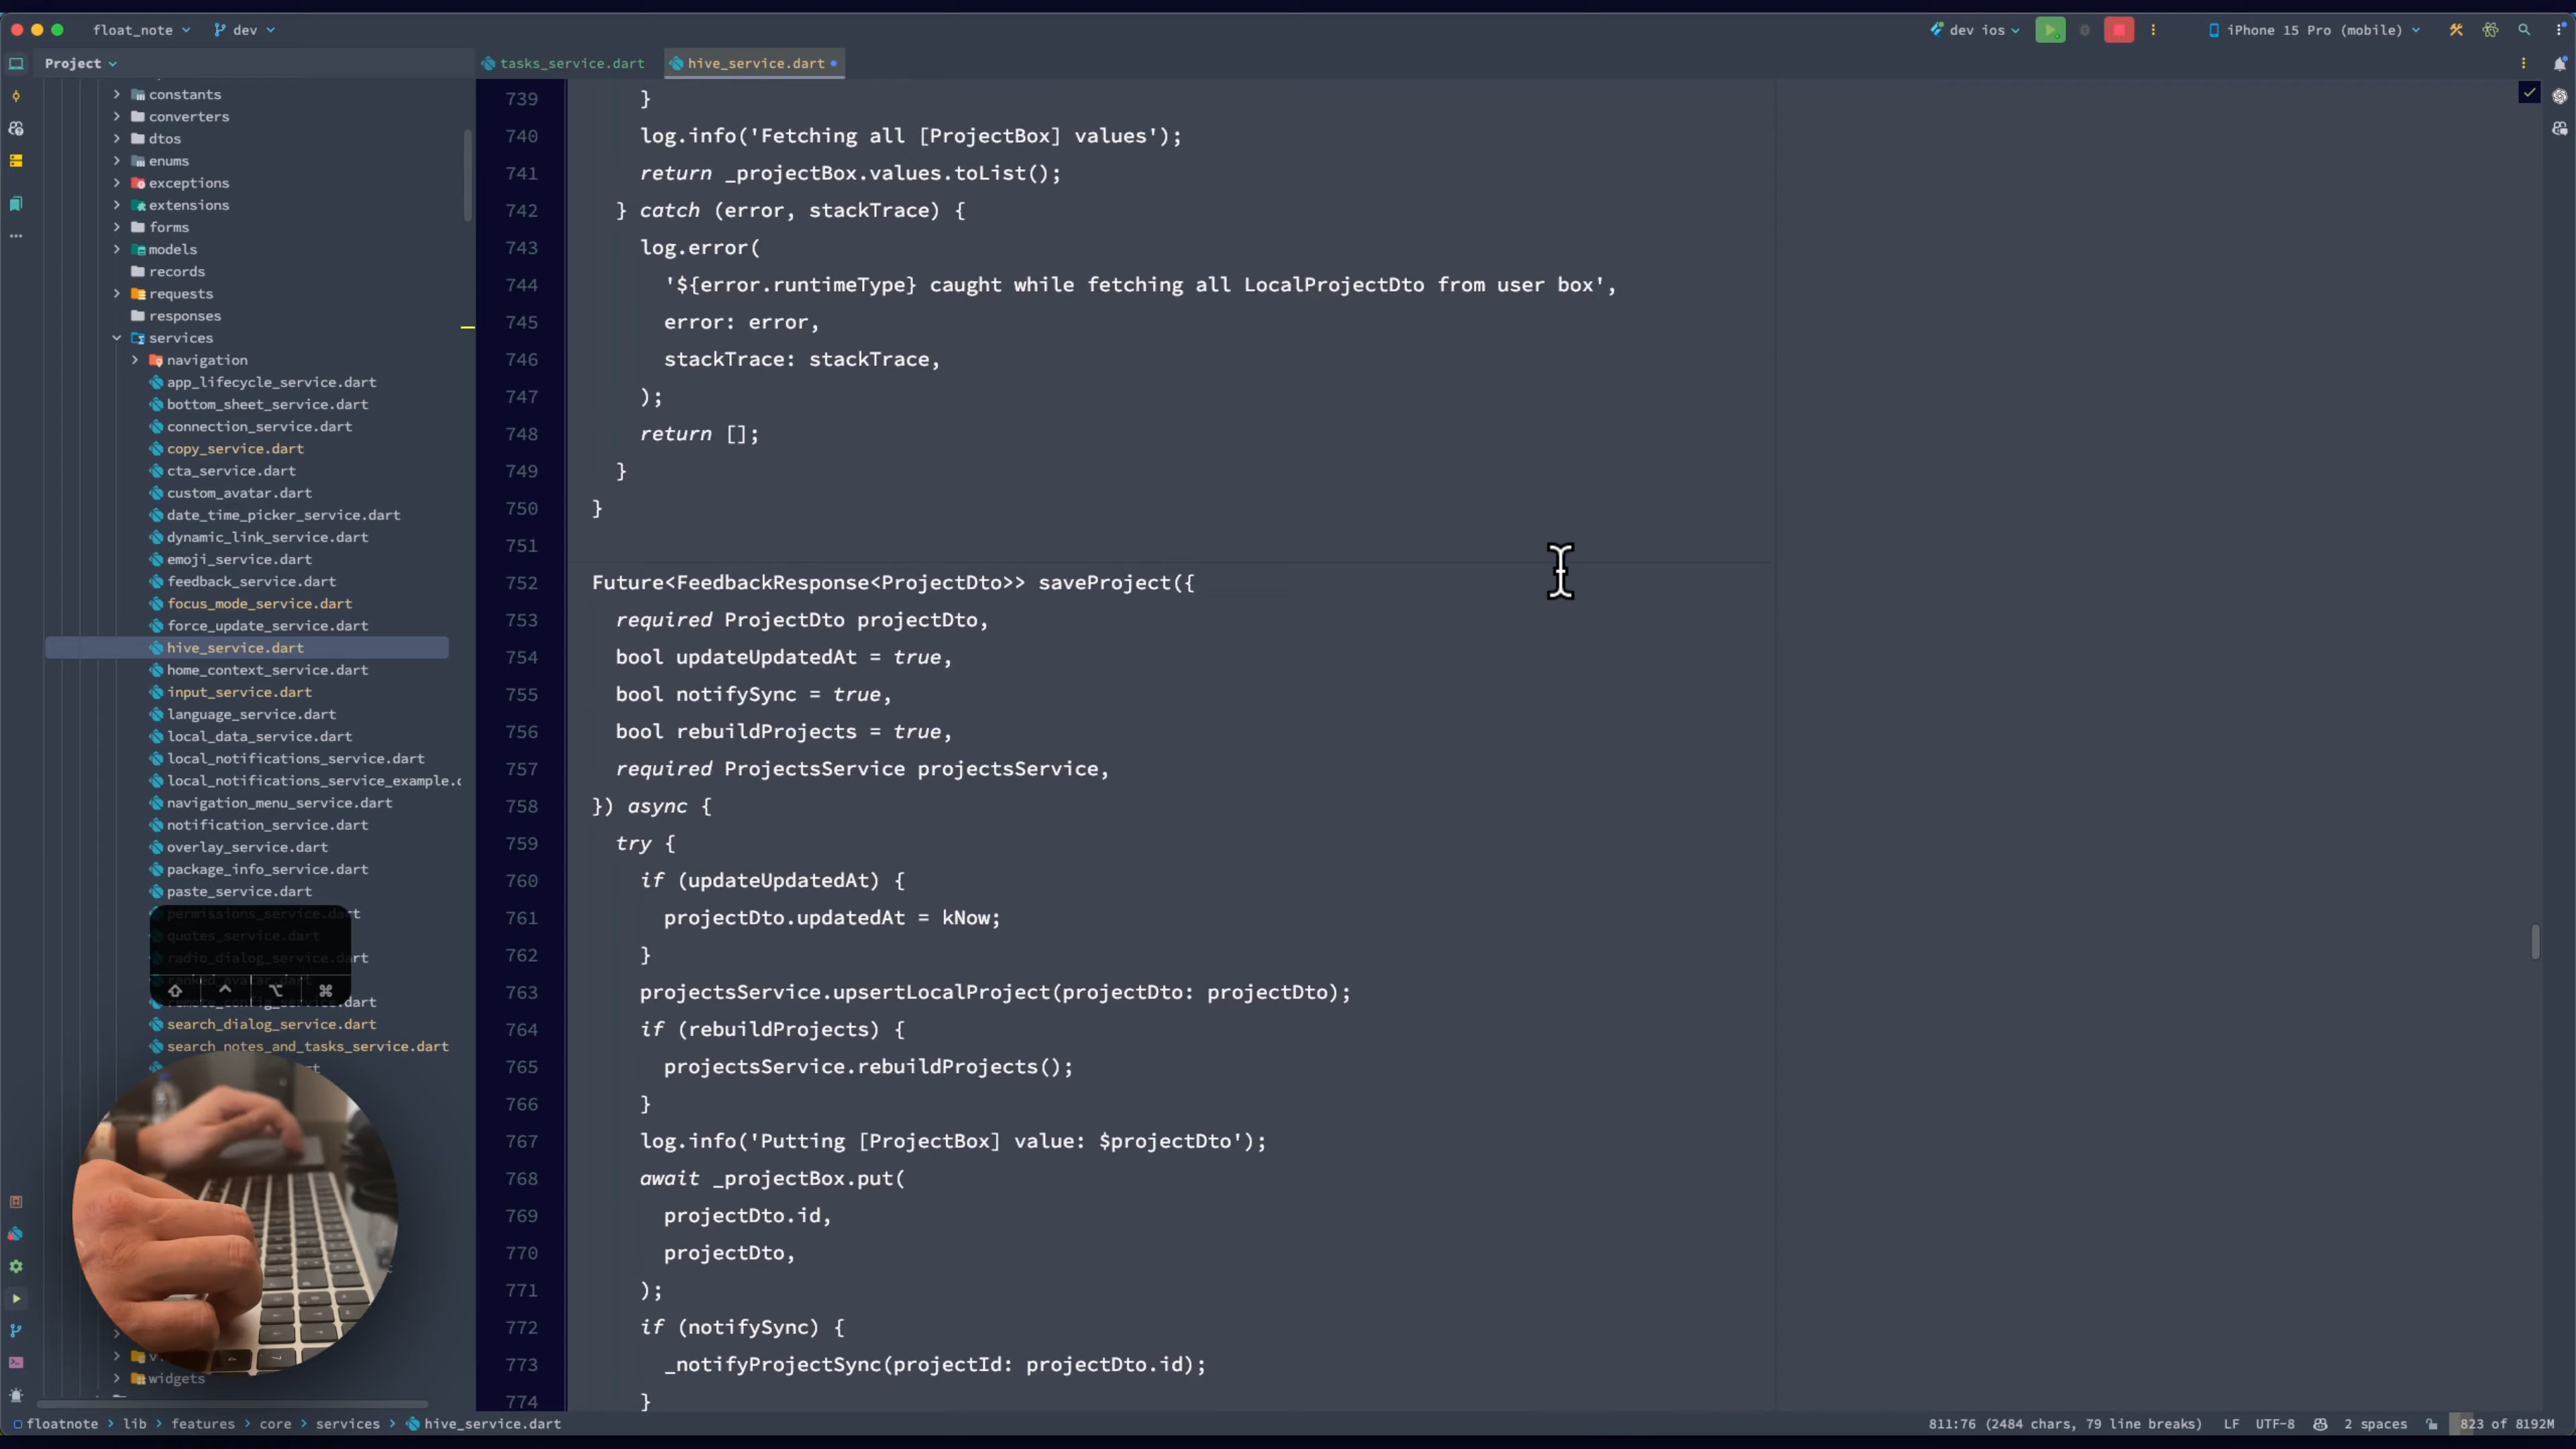 float_note
dev
dev ios
iPhone 15 Pro (mobile)
Project
tasks_service.dart
hive_service.dart
constants
converters
dtos
enums
exceptions
extensions
forms
models
records
requests
responses
services
navigation
app_lifecycle_service.dart
bottom_sheet_service.dart
connection_service.dart
copy_service.dart
cta_service.dart
custom_avatar.dart
date_time_picker_service.dart
dynamic_link_service.dart
emoji_service.dart
feedback_service.dart
focus_mode_service.dart
force_update_service.dart
hive_service.dart
home_context_service.dart
input_service.dart
language_service.dart
local_data_service.dart
local_notifications_service.dart
local_notifications_service_example.d
navigation_menu_service.dart
notification_service.dart
overlay_service.dart
package_info_service.dart
paste_service.dart
permissions_service.dart
quotes_service.dart
radio_dialog_service.dart
ranked_avatar.dart
remote_config_service.dart
search_dialog_service.dart
search_notes_and_tasks_service.dart
widgets
739 }
740 log.info('Fetching all [ProjectBox] values');
741 return _projectBox.values.toList();
742 } catch (error, stackTrace) {
743 log.error(
744 '${error.runtimeType} caught while fetching all LocalProjectDto from user box',
745 error: error,
746 stackTrace: stackTrace,
747 );
748 return [];
749 }
750 }
751
752 Future<FeedbackResponse<ProjectDto>> saveProject({
753 required ProjectDto projectDto,
754 bool updateUpdatedAt = true,
755 bool notifySync = true,
756 bool rebuildProjects = true,
757 required ProjectsService projectsService,
758 }) async {
759 try {
760 if (updateUpdatedAt) {
761 projectDto.updatedAt = kNow;
762 }
763 projectsService.upsertLocalProject(projectDto: projectDto);
764 if (rebuildProjects) {
765 projectsService.rebuildProjects();
766 }
767 log.info('Putting [ProjectBox] value: $projectDto');
768 await _projectBox.put(
769 projectDto.id,
770 projectDto,
771 );
772 if (notifySync) {
773 _notifyProjectSync(projectId: projectDto.id);
774 }
floatnote > lib > features > core > services > hive_service.dart
811:76 (2484 chars, 79 line breaks) LF UTF-8 2 spaces 823 of 8192M